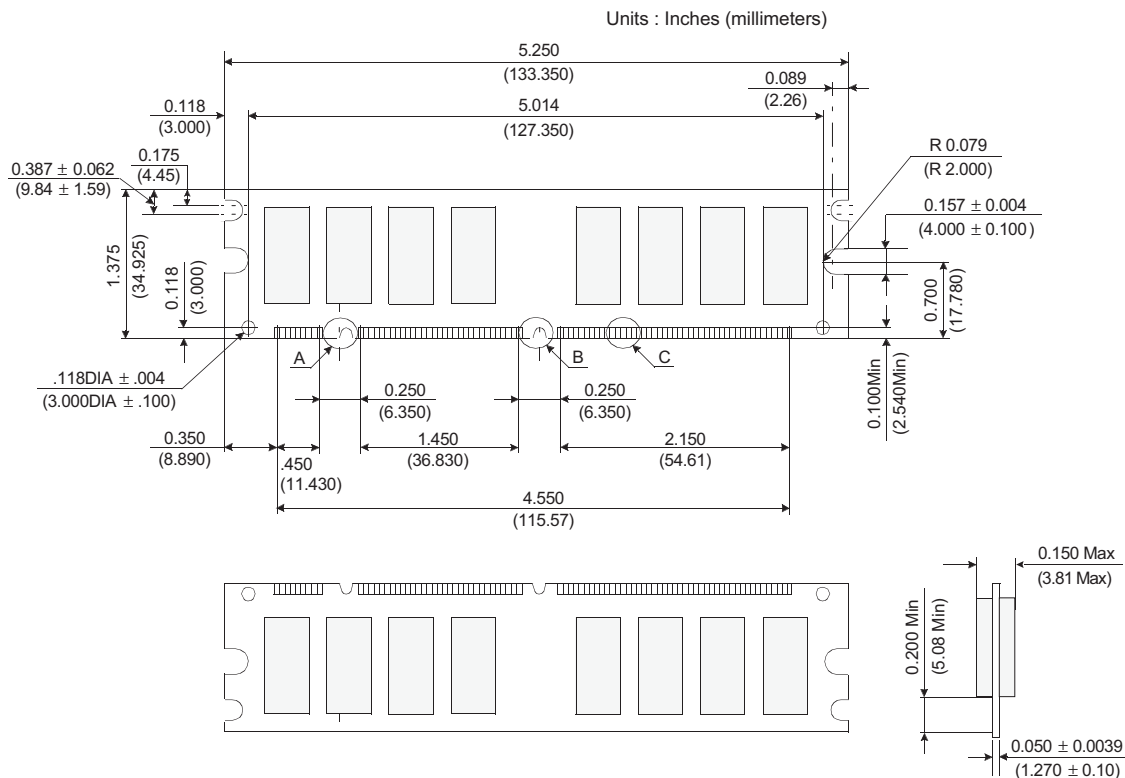 Units : Inches (millimeters)
5.250
(133.350)
0.089
(2.26)
0.118
(3.000)
5.014
(127.350)
R 0.079
(R 2.000)
0.175
(4.45)
0.387 ± 0.062
(9.84 ± 1.59)
0.157 ± 0.004
(4.000 ± 0.100)
1.375
(34.925)
0.118
(3.000)
0.700
(17.780)
A
B
C
.118DIA ± .004
(3.000DIA ± .100)
0.250
(6.350)
0.250
(6.350)
0.100Min
(2.540Min)
0.350
(8.890)
.450
(11.430)
1.450
(36.830)
2.150
(54.61)
4.550
(115.57)
0.150 Max
(3.81 Max)
0.200 Min
(5.08 Min)
0.050 ± 0.0039
(1.270 ± 0.10)